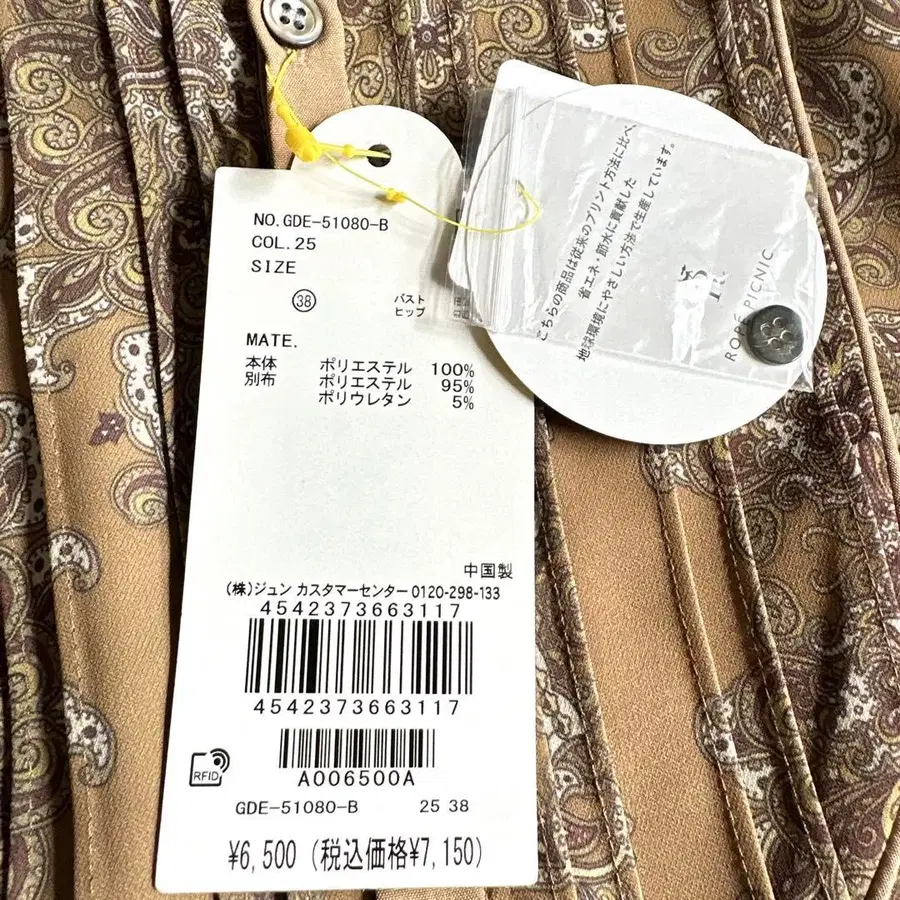 NO.GDE-51080-B
COL.25
SIZE
38
バスト
ヒップ
MATE.
本体 ポリエステル 100%
別布 ポリエステル 95%
ポリウレタン 5%
中国製
(株)ジュン カスタマーセンター 0120-298-133
4542373663117
4542373663117
RFID
A006500A
GDE-51080-B 25 38
¥6,500 (税込価格¥7,150)
こちらの商品は従来のプリント方法に比べ、
省エネ・節水に貢献した
地球環境にやさしい方法で生産しています。
ROPÉ PICNIC